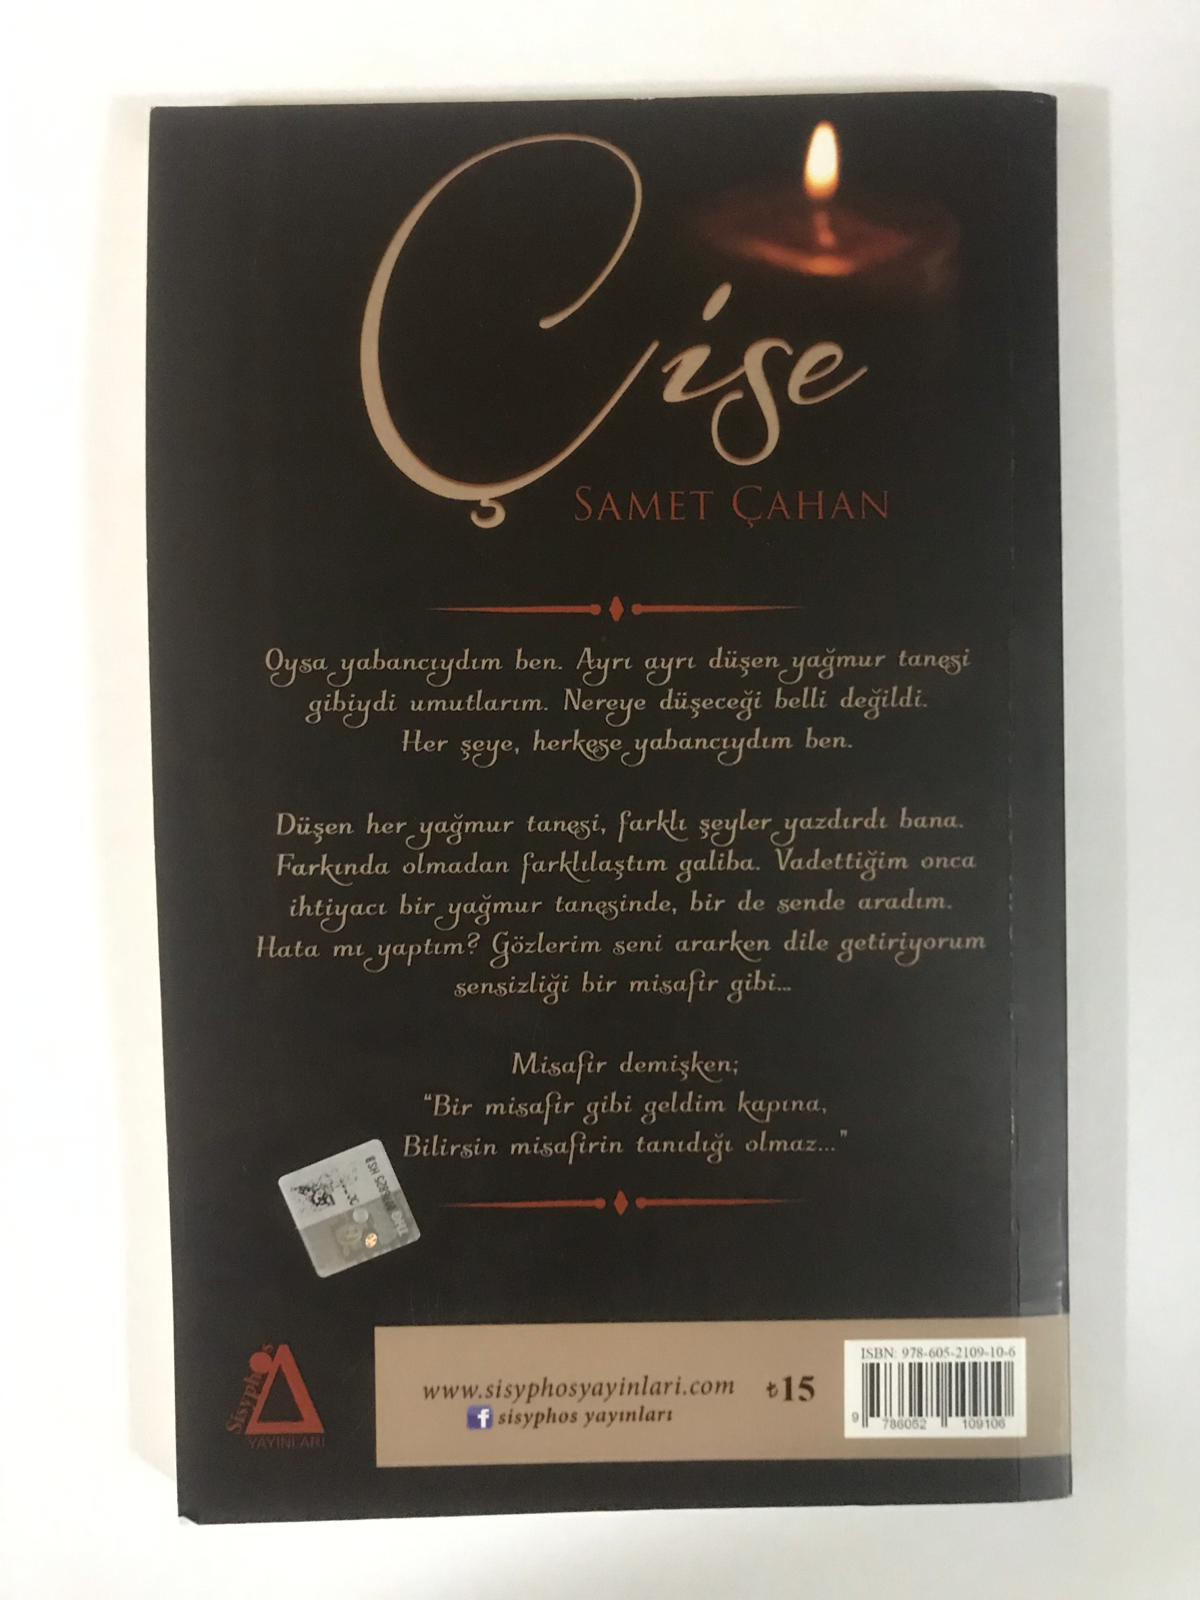 Çise
SAMET ÇAHAN
Oysa yabancıydım ben. Ayrı ayrı düşen yağmur tanesi
gibiydi umutlarım. Nereye düşeceği belli değildi.
Her şeye, herkese yabancıydım ben.
Düşen her yağmur tanesi, farklı şeyler yazdırdı bana.
Farkında olmadan farklılaştım galiba. Vadettiğim onca
ihtiyacı bir yağmur tanesinde, bir de sende aradım.
Hata mı yaptım? Gözlerim seni ararken dile getiriyorum
sensizliği bir misafir gibi...
Misafir demişken;
“Bir misafir gibi geldim kapına,
Bilirsin misafirin tanıdığı olmaz...”
Sisyphos
YAYINLARI
www.sisyphosyayinlari.com
f sisyphos yayınları
₺15
ISBN: 978-605-2109-10-6
9 786052 109106